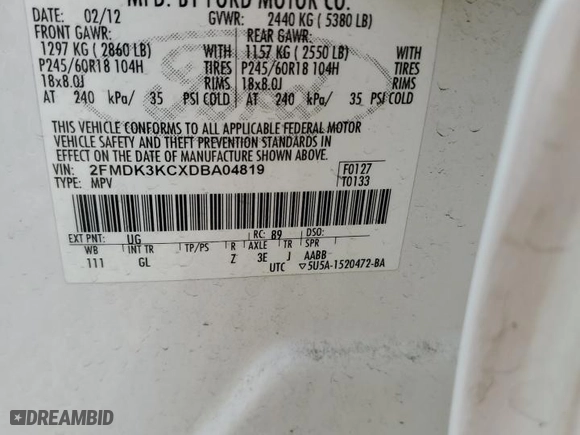 MFD. BY FORD MOTOR CO.
DATE: 02/12 GVWR: 2440 KG ( 5380 LB)
FRONT GAWR: REAR GAWR:
1297 KG ( 2860 LB) WITH 1157 KG ( 2550 LB) WITH
P245/60R18 104H TIRES P245/60R18 104H TIRES
18x8.0J RIMS 18x8.0J RIMS
AT 240 kPa/ 35 PSI COLD AT 240 kPa/ 35 PSI COLD
THIS VEHICLE CONFORMS TO ALL APPLICABLE FEDERAL MOTOR
VEHICLE SAFETY AND THEFT PREVENTION STANDARDS IN
EFFECT ON THE DATE OF MANUFACTURE SHOWN ABOVE.
VIN: 2FMDK3KCXDBA04819 F0127
TYPE: MPV T0133
EXT PNT: UG RC: 89 DSO:
WB INT TR TP/PS R AXLE TR SPR
111 GL Z 3E J AABB
UTC ▽5U5A-1520472-BA
DREAMBID